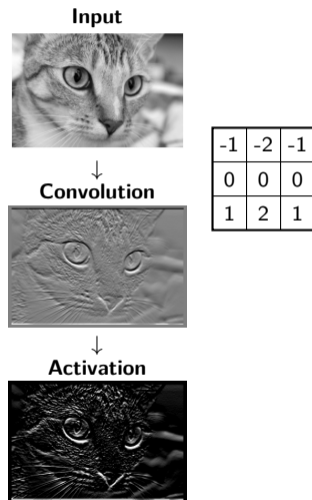 Input
↓
Convolution
↓
Activation
-1 -2 -1
0 0 0
1 2 1